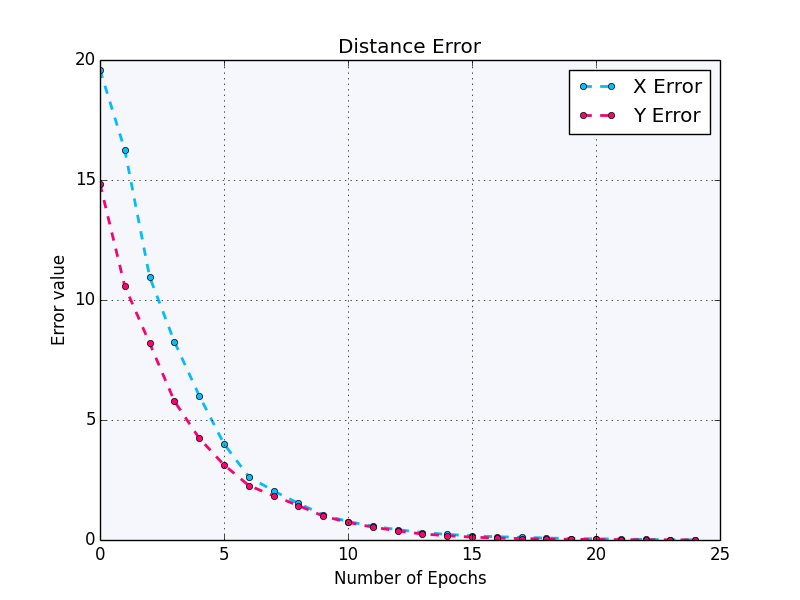 Distance Error
X Error
Y Error
Error value
20
15
10
5
0
0 5 10 15 20 25
Number of Epochs